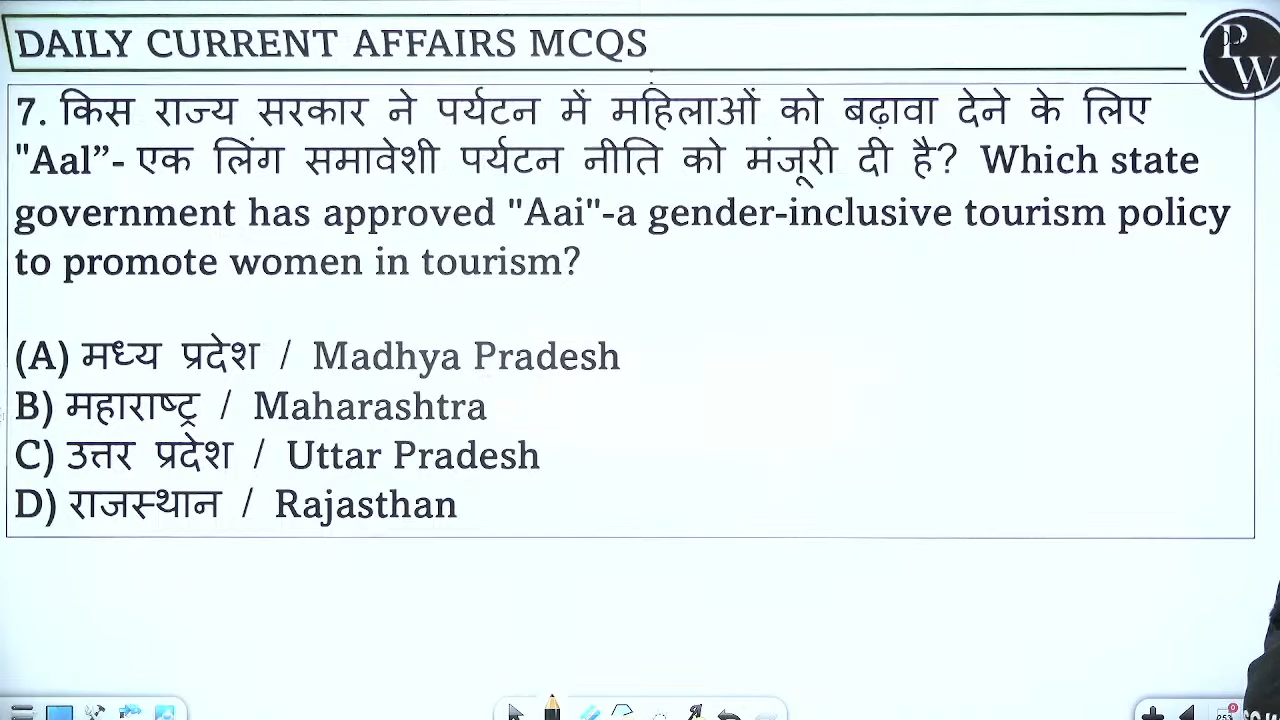 DAILY CURRENT AFFAIRS MCQS
PW
7. किस राज्य सरकार ने पर्यटन में महिलाओं को बढ़ावा देने के लिए
"Aal”- एक लिंग समावेशी पर्यटन नीति को मंजूरी दी है? Which state
government has approved "Aai"-a gender-inclusive tourism policy
to promote women in tourism?
(A) मध्य प्रदेश / Madhya Pradesh
B) महाराष्ट्र / Maharashtra
C) उत्तर प्रदेश / Uttar Pradesh
D) राजस्थान / Rajasthan